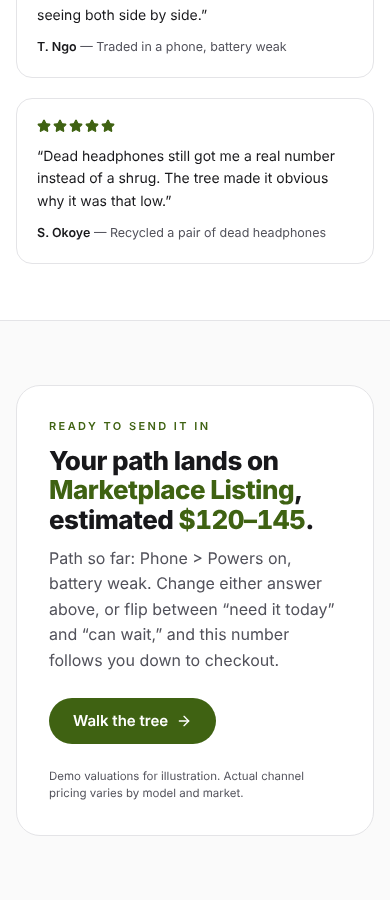 seeing both side by side.”
T. Ngo — Traded in a phone, battery weak
“Dead headphones still got me a real number
instead of a shrug. The tree made it obvious
why it was that low.”
S. Okoye — Recycled a pair of dead headphones
READY TO SEND IT IN
Your path lands on
Marketplace Listing,
estimated $120–145.
Path so far: Phone > Powers on,
battery weak. Change either answer
above, or flip between “need it today”
and “can wait,” and this number
follows you down to checkout.
Walk the tree →
Demo valuations for illustration. Actual channel
pricing varies by model and market.